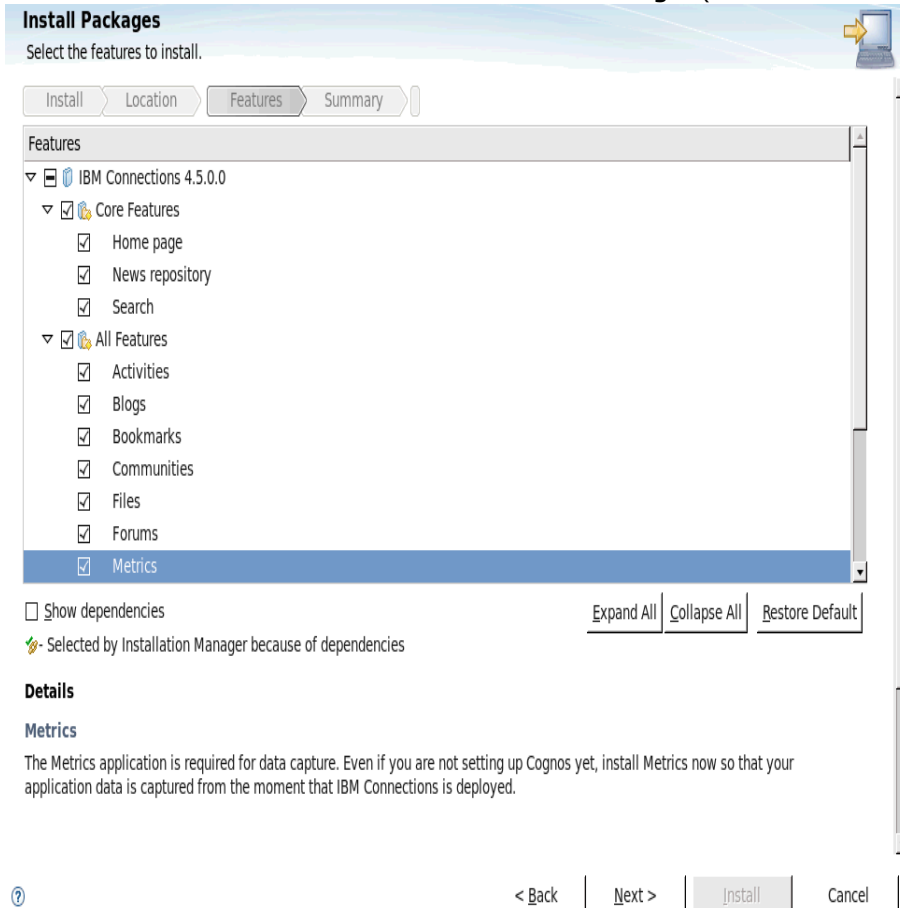 Install Packages
Select the features to install.
Install Location Features Summary
Features
IBM Connections 4.5.0.0
Core Features
Home page
News repository
Search
All Features
Activities
Blogs
Bookmarks
Communities
Files
Forums
Metrics
Show dependencies Expand All Collapse All Restore Default
- Selected by Installation Manager because of dependencies
Details
Metrics
The Metrics application is required for data capture. Even if you are not setting up Cognos yet, install Metrics now so that your
application data is captured from the moment that IBM Connections is deployed.
? < Back Next > Install Cancel